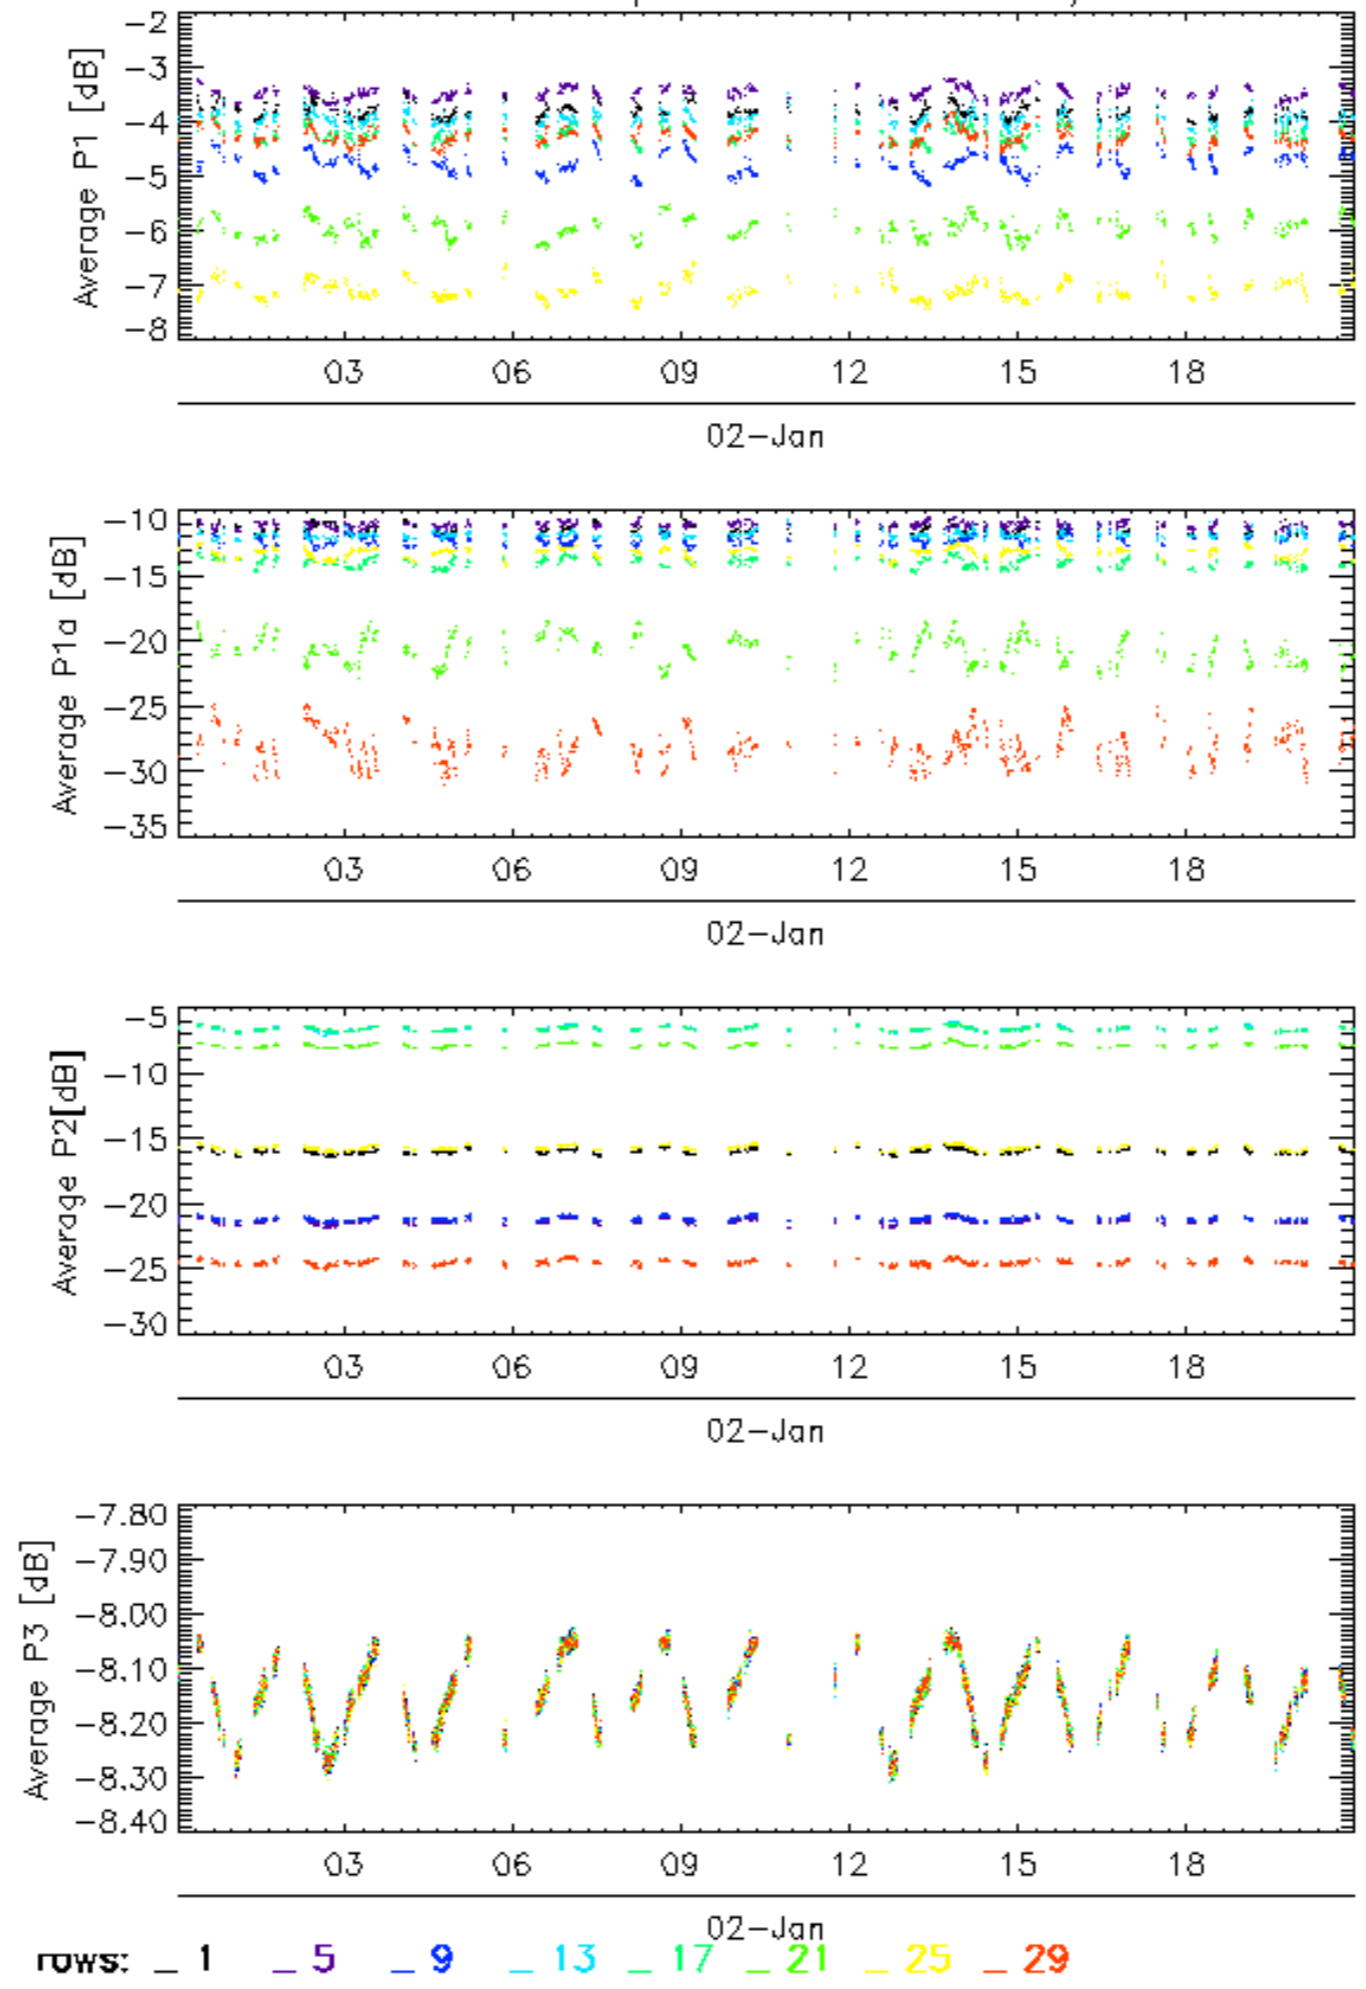 -2
-3
-4
-5
-6
-7
-8
Average P1 [dB]
03 06 09 12 15 18
02-Jan
-10
-15
-20
-25
-30
-35
Average P1a [dB]
03 06 09 12 15 18
02-Jan
-5
-10
-15
-20
-25
-30
Average P2[dB]
03 06 09 12 15 18
02-Jan
-7.80
-7.90
-8.00
-8.10
-8.20
-8.30
-8.40
Average P3 [dB]
03 06 09 12 15 18
02-Jan
rows: _ 1 _ 5 _ 9 _ 13 _ 17 _ 21 _ 25 _ 29